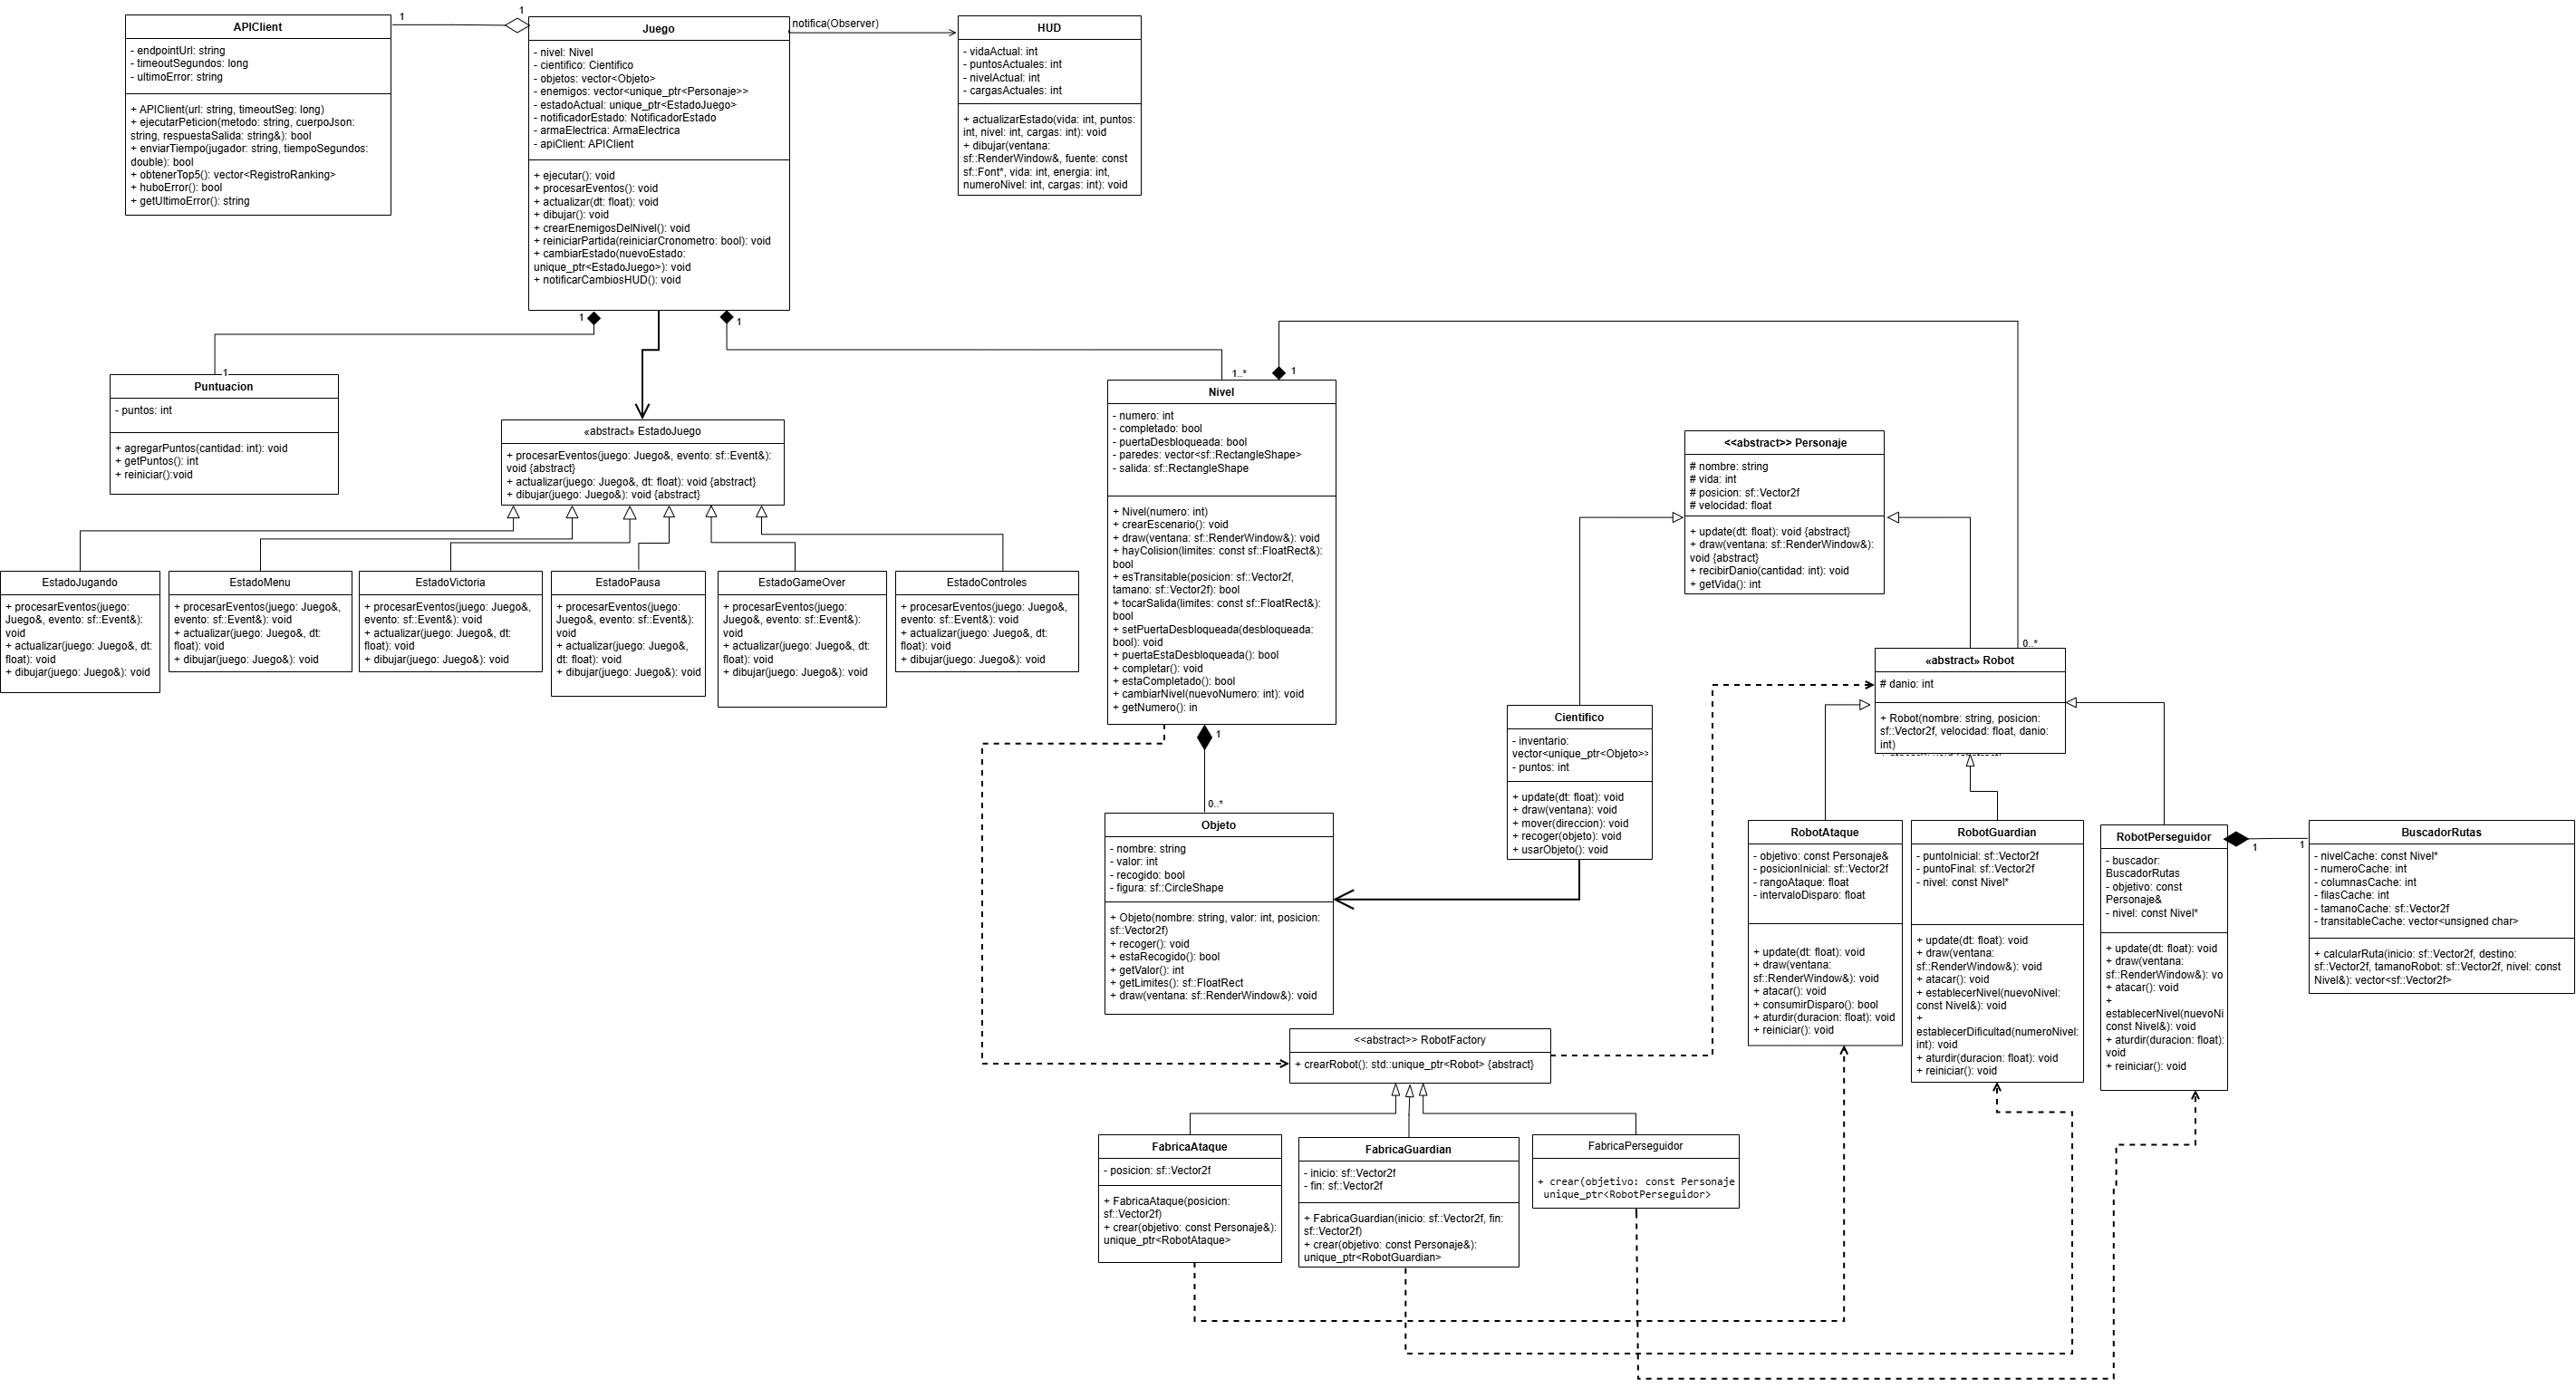 1
1
APIClient
- endpointUrl: string
- timeoutSegundos: long
- ultimoError: string
+ APIClient(url: string, timeoutSeg: long)
+ ejecutarPeticion(metodo: string, cuerpoJson:
string, respuestaSalida: string&): bool
+ enviarTiempo(jugador: string, tiempoSegundos:
double): bool
+ obtenerTop5(): vector<RegistroRanking>
+ huboError(): bool
+ getUltimoError(): string
Juego
- nivel: Nivel
- cientifico: Cientifico
- objetos: vector<Objeto>
- enemigos: vector<unique_ptr<Personaje>>
- estadoActual: unique_ptr<EstadoJuego>
- notificadorEstado: NotificadorEstado
- armaElectrica: ArmaElectrica
- apiClient: APIClient
+ ejecutar(): void
+ procesarEventos(): void
+ actualizar(dt: float): void
+ dibujar(): void
+ crearEnemigosDelNivel(): void
+ reiniciarPartida(reiniciarCronometro: bool): void
+ cambiarEstado(nuevoEstado:
unique_ptr<EstadoJuego>): void
+ notificarCambiosHUD(): void
notifica(Observer)
HUD
- vidaActual: int
- puntosActuales: int
- nivelActual: int
- cargasActuales: int
+ actualizarEstado(vida: int, puntos:
int, nivel: int, cargas: int): void
+ dibujar(ventana:
sf::RenderWindow&, fuente: const
sf::Font*, vida: int, energia: int,
numeroNivel: int, cargas: int): void
1
1
1
Puntuacion
- puntos: int
+ agregarPuntos(cantidad: int): void
+ getPuntos(): int
+ reiniciar():void
«abstract» EstadoJuego
+ procesarEventos(juego: Juego&, evento: sf::Event&):
void {abstract}
+ actualizar(juego: Juego&, dt: float): void {abstract}
+ dibujar(juego: Juego&): void {abstract}
EstadoJugando
+ procesarEventos(juego:
Juego&, evento: sf::Event&):
void
+ actualizar(juego: Juego&, dt:
float): void
+ dibujar(juego: Juego&): void
EstadoMenu
+ procesarEventos(juego: Juego&,
evento: sf::Event&): void
+ actualizar(juego: Juego&, dt:
float): void
+ dibujar(juego: Juego&): void
EstadoVictoria
+ procesarEventos(juego: Juego&,
evento: sf::Event&): void
+ actualizar(juego: Juego&, dt:
float): void
+ dibujar(juego: Juego&): void
EstadoPausa
+ procesarEventos(juego:
Juego&, evento: sf::Event&):
void
+ actualizar(juego: Juego&,
dt: float): void
+ dibujar(juego: Juego&): void
EstadoGameOver
+ procesarEventos(juego:
Juego&, evento: sf::Event&):
void
+ actualizar(juego: Juego&, dt:
float): void
+ dibujar(juego: Juego&): void
EstadoControles
+ procesarEventos(juego: Juego&,
evento: sf::Event&): void
+ actualizar(juego: Juego&, dt:
float): void
+ dibujar(juego: Juego&): void
1..*
1
Nivel
- numero: int
- completado: bool
- puertaDesbloqueada: bool
- paredes: vector<sf::RectangleShape>
- salida: sf::RectangleShape
+ Nivel(numero: int)
+ crearEscenario(): void
+ draw(ventana: sf::RenderWindow&): void
+ hayColision(limites: const sf::FloatRect&):
bool
+ esTransitable(posicion: sf::Vector2f,
tamano: sf::Vector2f): bool
+ tocarSalida(limites: const sf::FloatRect&):
bool
+ setPuertaDesbloqueada(desbloqueada:
bool): void
+ puertaEstaDesbloqueada(): bool
+ completar(): void
+ estaCompletado(): bool
+ cambiarNivel(nuevoNumero: int): void
+ getNumero(): in
1
0..*
Objeto
- nombre: string
- valor: int
- recogido: bool
- figura: sf::CircleShape
+ Objeto(nombre: string, valor: int, posicion:
sf::Vector2f)
+ recoger(): void
+ estaRecogido(): bool
+ getValor(): int
+ getLimites(): sf::FloatRect
+ draw(ventana: sf::RenderWindow&): void
<<abstract>> Personaje
# nombre: string
# vida: int
# posicion: sf::Vector2f
# velocidad: float
+ update(dt: float): void {abstract}
+ draw(ventana: sf::RenderWindow&):
void {abstract}
+ recibirDanio(cantidad: int): void
+ getVida(): int
Cientifico
- inventario:
vector<unique_ptr<Objeto>>
- puntos: int
+ update(dt: float): void
+ draw(ventana): void
+ mover(direccion): void
+ recoger(objeto): void
+ usarObjeto(): void
0..*
«abstract» Robot
# danio: int
+ Robot(nombre: string, posicion:
sf::Vector2f, velocidad: float, danio:
int)
RobotAtaque
- objetivo: const Personaje&
- posicionInicial: sf::Vector2f
- rangoAtaque: float
- intervaloDisparo: float
+ update(dt: float): void
+ draw(ventana:
sf::RenderWindow&): void
+ atacar(): void
+ consumirDisparo(): bool
+ aturdir(duracion: float): void
+ reiniciar(): void
RobotGuardian
- puntoInicial: sf::Vector2f
- puntoFinal: sf::Vector2f
- nivel: const Nivel*
+ update(dt: float): void
+ draw(ventana:
sf::RenderWindow&): void
+ atacar(): void
+ establecerNivel(nuevoNivel:
const Nivel&): void
+
establecerDificultad(numeroNivel:
int): void
+ aturdir(duracion: float): void
+ reiniciar(): void
RobotPerseguidor
- buscador:
BuscadorRutas
- objetivo: const
Personaje&
- nivel: const Nivel*
+ update(dt: float): void
+ draw(ventana:
sf::RenderWindow&): vo
+ atacar(): void
+
establecerNivel(nuevoNi
const Nivel&): void
+ aturdir(duracion: float):
void
+ reiniciar(): void
1
1
BuscadorRutas
- nivelCache: const Nivel*
- numeroCache: int
- columnasCache: int
- filasCache: int
- tamanoCache: sf::Vector2f
- transitableCache: vector<unsigned char>
+ calcularRuta(inicio: sf::Vector2f, destino:
sf::Vector2f, tamanoRobot: sf::Vector2f, nivel: const
Nivel&): vector<sf::Vector2f>
<<abstract>> RobotFactory
+ crearRobot(): std::unique_ptr<Robot> {abstract}
FabricaAtaque
- posicion: sf::Vector2f
+ FabricaAtaque(posicion:
sf::Vector2f)
+ crear(objetivo: const Personaje&):
unique_ptr<RobotAtaque>
FabricaGuardian
- inicio: sf::Vector2f
- fin: sf::Vector2f
+ FabricaGuardian(inicio: sf::Vector2f, fin:
sf::Vector2f)
+ crear(objetivo: const Personaje&):
unique_ptr<RobotGuardian>
FabricaPerseguidor
+ crear(objetivo: const Personaje
unique_ptr<RobotPerseguidor>